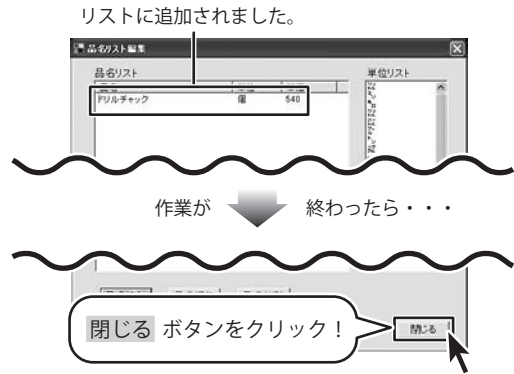 リストに追加されました。
品名リスト編集
品名リスト
単位リスト
ドリルチャック 個 540
作業が 終わったら・・・
閉じる ボタンをクリック！
閉じる